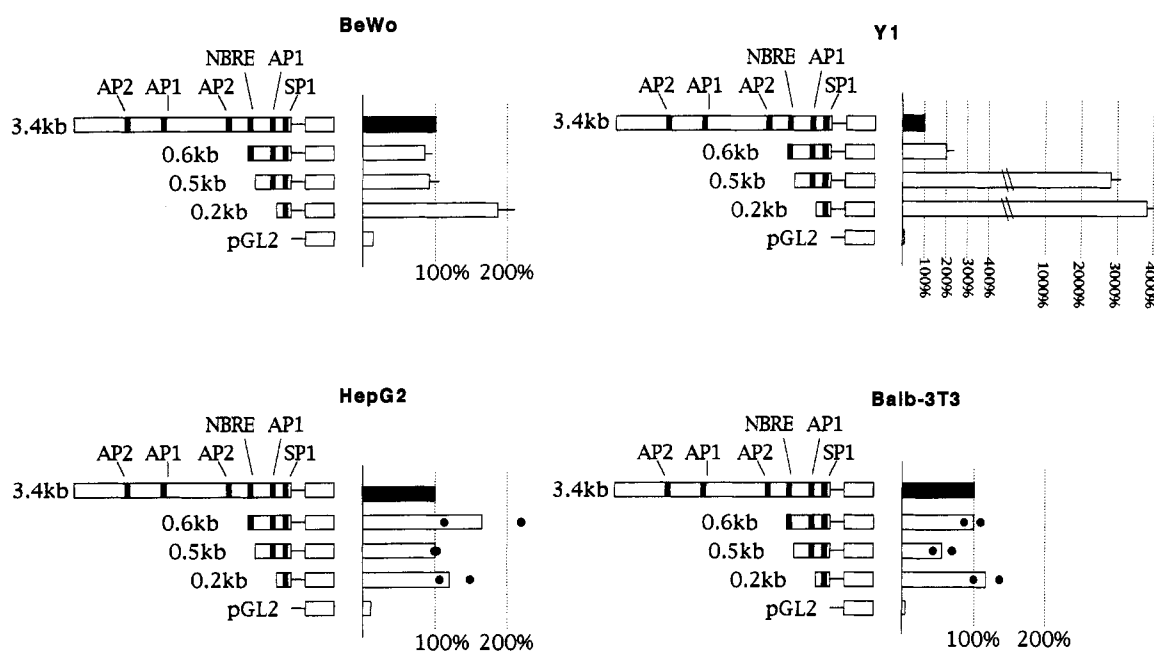 BeWo
NBRE AP1
AP2 AP1 AP2 SP1
3.4kb
0.6kb
0.5kb
0.2kb
pGL2
100% 200%
Y1
NBRE AP1
AP2 AP1 AP2 SP1
3.4kb
0.6kb
0.5kb
0.2kb
pGL2
100% 200% 300% 400% 1000% 2000% 3000% 4000%
HepG2
NBRE AP1
AP2 AP1 AP2 SP1
3.4kb
0.6kb
0.5kb
0.2kb
pGL2
100% 200%
Balb-3T3
NBRE AP1
AP2 AP1 AP2 SP1
3.4kb
0.6kb
0.5kb
0.2kb
pGL2
100% 200%